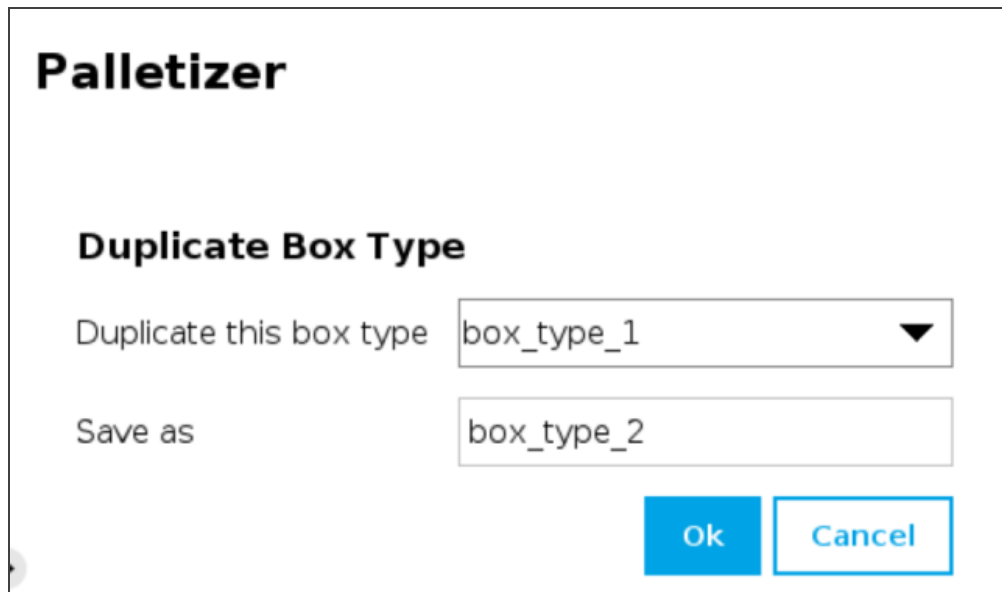 Palletizer
Duplicate Box Type
Duplicate this box type box_type_1
Save as box_type_2
Ok Cancel